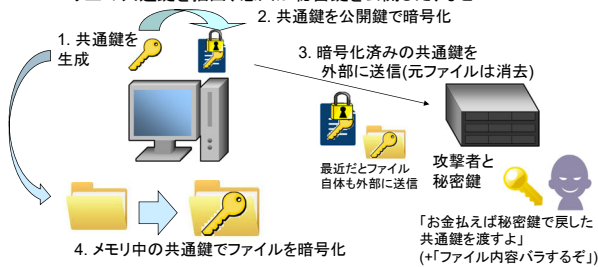 2. 共通鍵を公開鍵で暗号化
1. 共通鍵を
生成
3. 暗号化済みの共通鍵を
外部に送信(元ファイルは消去)
最近だとファイル
自体も外部に送信
攻撃者と
秘密鍵
4. メモリ中の共通鍵でファイルを暗号化
「お金払えば秘密鍵で戻した
共通鍵を渡すよ」
(+「ファイル内容バラするぞ」)